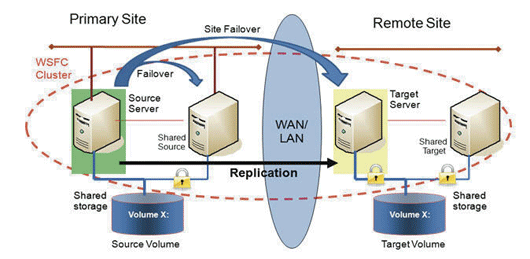 Primary Site
Site Failover
Remote Site
WSFC
Cluster
Failover
Source
Server
Target
Server
Shared
Source
WAN/
LAN
Shared
Target
Replication
Shared
storage
Shared
storage
Volume X:
Volume X:
Source Volume
Target Volume